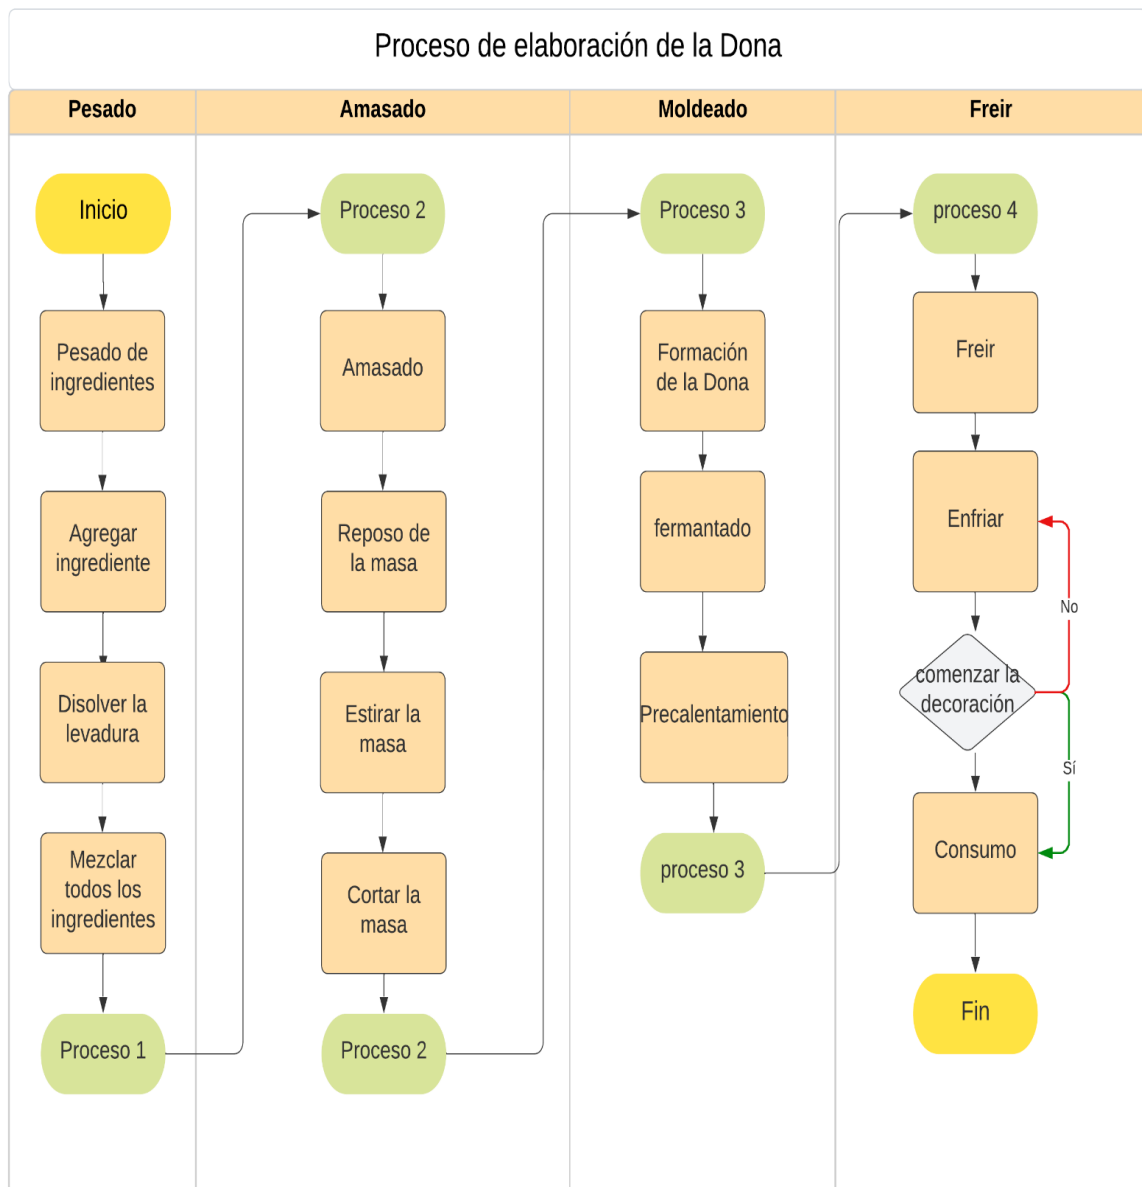 Proceso de elaboración de la Dona
Pesado
Amasado
Moldeado
Freir
Inicio
Pesado de
ingredientes
Agregar
ingrediente
Disolver la
levadura
Mezclar
todos los
ingredientes
Proceso 1
Proceso 2
Amasado
Reposo de
la masa
Estirar la
masa
Cortar la
masa
Proceso 2
Proceso 3
Formación
de la Dona
fermantado
Precalentamiento
proceso 3
proceso 4
Freir
Enfriar
No
comenzar la
decoración
Sí
Consumo
Fin